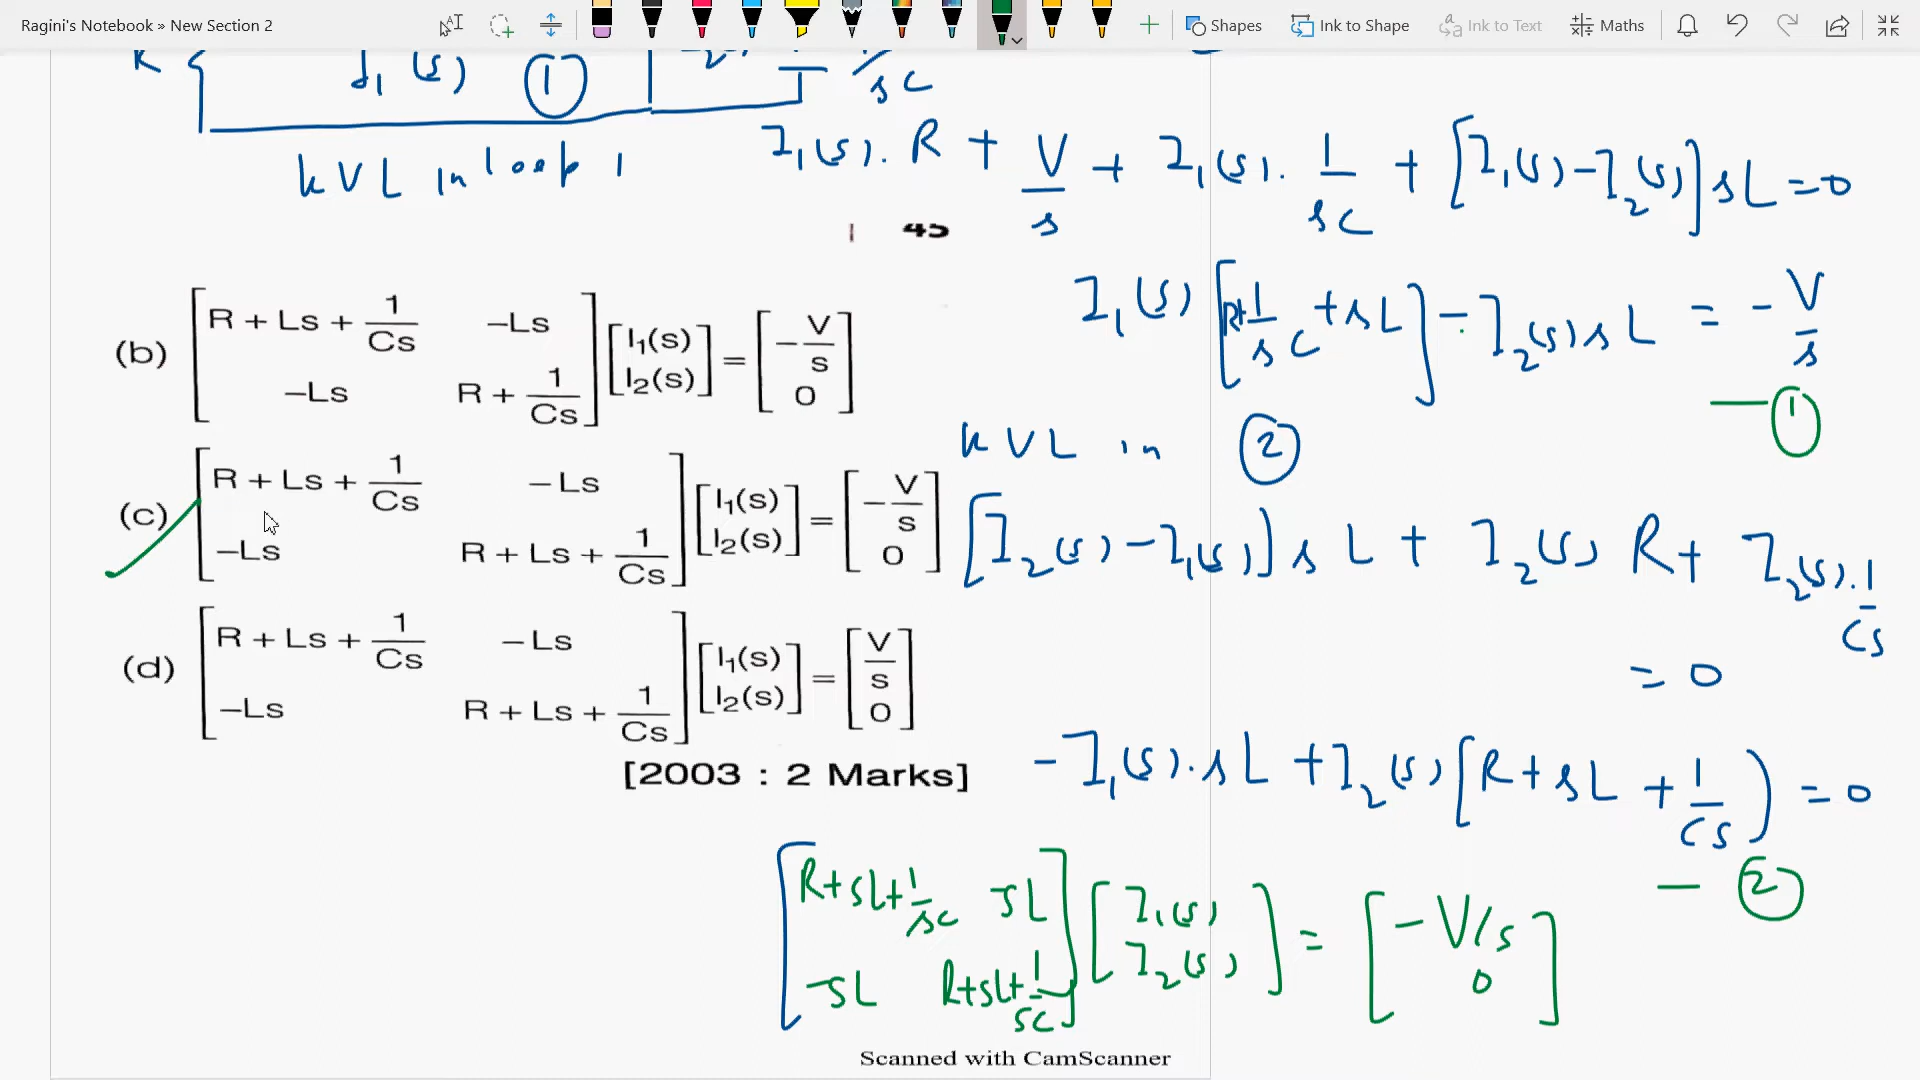 Ragini's Notebook » New Section 2
Shapes Ink to Shape Ink to Text Maths
R I₁(s) ① 1/sC
KVL in loop 1
I₁(s). R + V/s + I₁(s). 1/sC + [I₁(s) – I₂(s)] sL = 0
I₁(s) [R+1/sC + sL] – I₂(s) sL = – V/s
— ①
(b) [R + Ls + 1/Cs –Ls] [I₁(s)] = [–V/s]
[–Ls R + 1/Cs] [I₂(s)] [0]
KVL in ②
(c) [R + Ls + 1/Cs – Ls] [I₁(s)] = [–V/s]
[–Ls R + Ls + 1/Cs] [I₂(s)] [0]
[I₂(s) – I₁(s)] sL + I₂(s) R + I₂(s). 1/Cs
= 0
(d) [R + Ls + 1/Cs – Ls] [I₁(s)] = [V/s]
[–Ls R + Ls + 1/Cs] [I₂(s)] [0]
[2003 : 2 Marks]
– I₁(s). sL + I₂(s) [R + sL + 1/Cs) = 0
— ②
[R+sL+1/sC -sL] [I₁(s)] = [– V/s]
[-sL R+sL+1/sC] [I₂(s)] [0]
Scanned with CamScanner